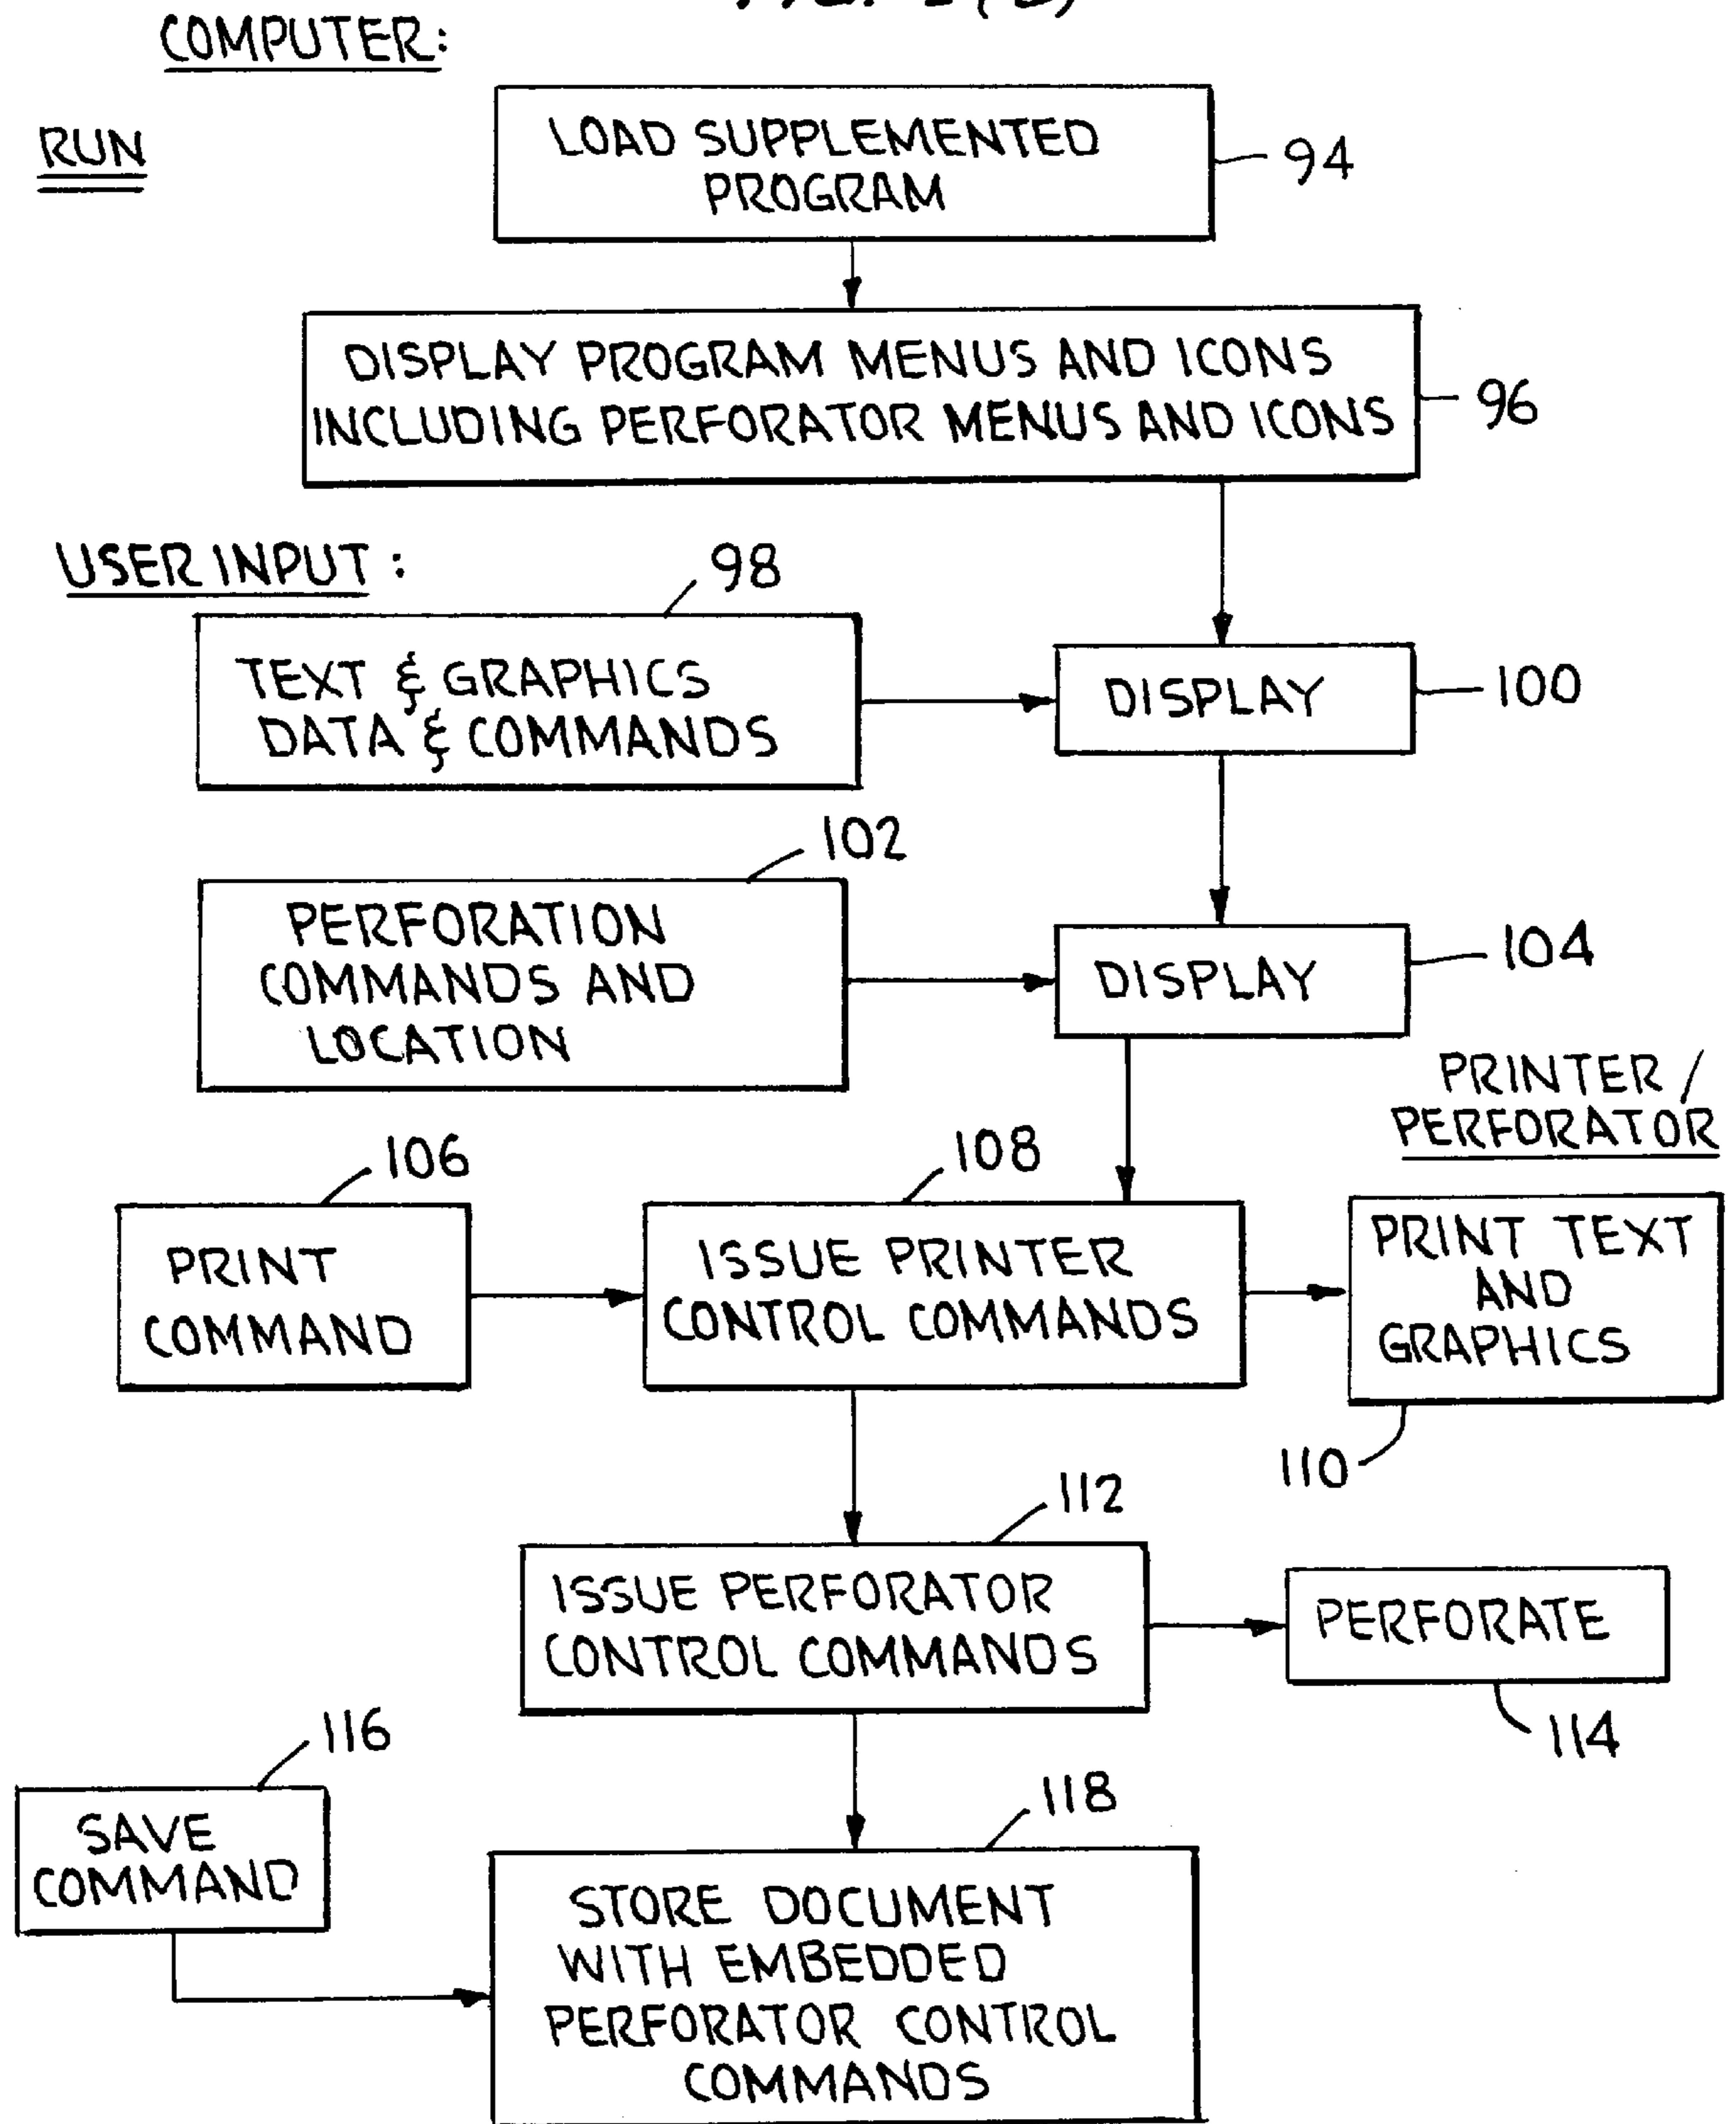 COMPUTER:
RUN
LOAD SUPPLEMENTED
PROGRAM
94
DISPLAY PROGRAM MENUS AND ICONS
INCLUDING PERFORATOR MENUS AND ICONS
96
USER INPUT :
98
TEXT & GRAPHICS
DATA & COMMANDS
DISPLAY
100
102
PERFORATION
COMMANDS AND
LOCATION
DISPLAY
104
PRINTER /
PERFORATOR
106
PRINT
COMMAND
108
ISSUE PRINTER
CONTROL COMMANDS
PRINT TEXT
AND
GRAPHICS
110
112
ISSUE PERFORATOR
CONTROL COMMANDS
PERFORATE
114
116
SAVE
COMMAND
118
STORE DOCUMENT
WITH EMBEDDED
PERFORATOR CONTROL
COMMANDS